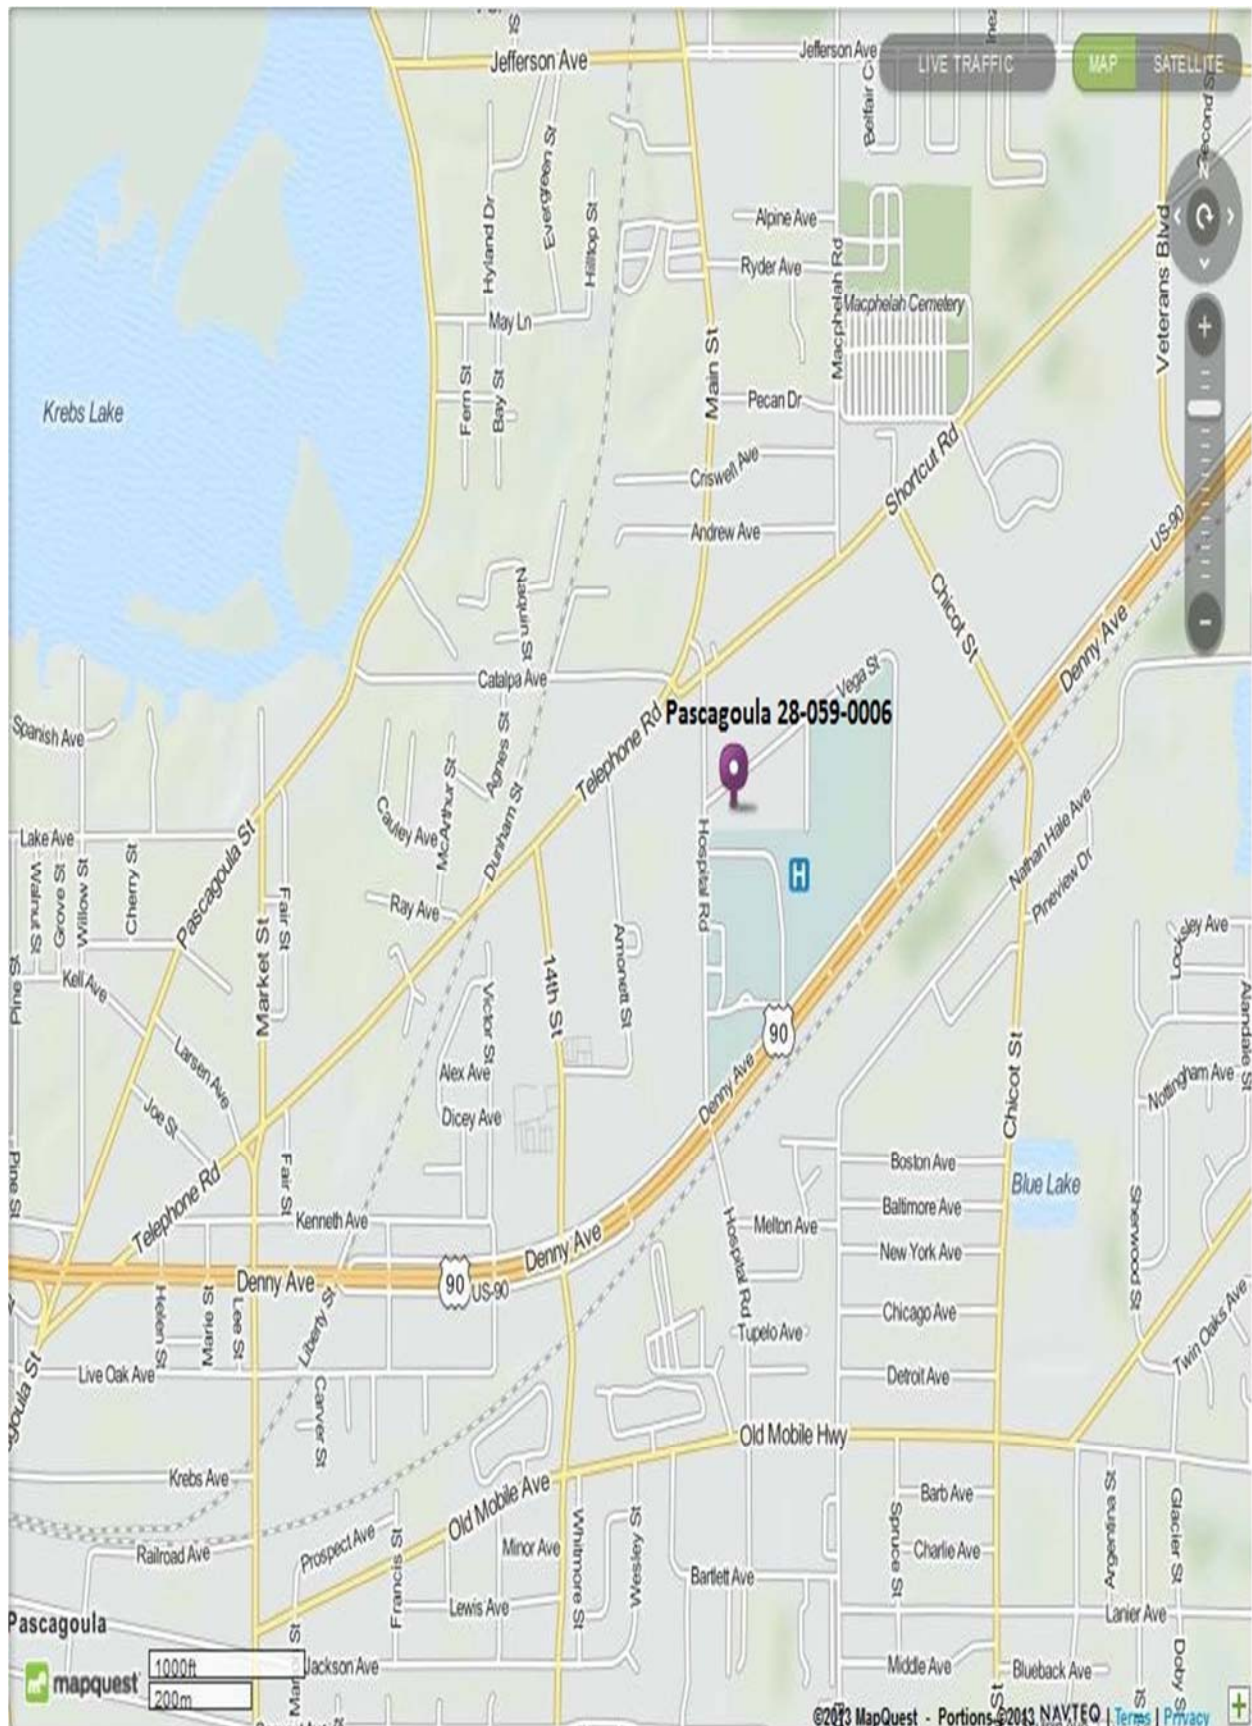 St
Jefferson Ave
Jefferson Ave
LIVE TRAFFIC
MAP
SATELLITE
Inez
Belfair C
Second St
N
Hyland Dr
Evergreen St
Hilltop St
Alpine Ave
Ryder Ave
Macphelah Rd
Macphelah Cemetery
Veterans Blvd
May Ln
Main St
Fern St
Bay St
Pecan Dr
Krebs Lake
Criswell Ave
Shortcut Rd
Andrew Ave
US-90
Chicot St
Denny Ave
Naquin St
Catalpa Ave
Vega St
Pascagoula 28-059-0006
Spanish Ave
Agnes St
Telephone Rd
McArthur St
Cauley Ave
Dunham St
Lake Ave
Walnut St
Grove St
Willow St
Cherry St
Pascagoula St
Fair St
Market St
Ray Ave
Hospital Rd
H
Nathan Hale Ave
Pineview Dr
Locksley Ave
Pine St
Kell Ave
Victor St
14th St
Amonett St
90
Alandale St
Larsen Ave
Joe St
Alex Ave
Dicey Ave
Denny Ave
Chicot St
Nottingham Ave
Pine St
Telephone Rd
Fair St
Kenneth Ave
Boston Ave
Baltimore Ave
Blue Lake
Sherwood St
Melton Ave
New York Ave
Hospital Rd
Denny Ave
Denny Ave
90
US-90
Helen St
Marie St
Lee St
Liberty St
Chicago Ave
Tupelo Ave
Twin Oaks Ave
Live Oak Ave
Detroit Ave
agoula St
Carver St
Old Mobile Hwy
Krebs Ave
Old Mobile Ave
Barb Ave
Whitmore St
Wesley St
Spruce St
Argentina St
Glacier St
Railroad Ave
Prospect Ave
Francis St
Minor Ave
Charlie Ave
Bartlett Ave
Lewis Ave
Lanier Ave
Pascagoula
St
Jackson Ave
Middle Ave
Blueback Ave
Doby S
mapquest
1000ft
200m
St
St
©2013 MapQuest - Portions ©2013 NAVTEQ | Terms | Privacy